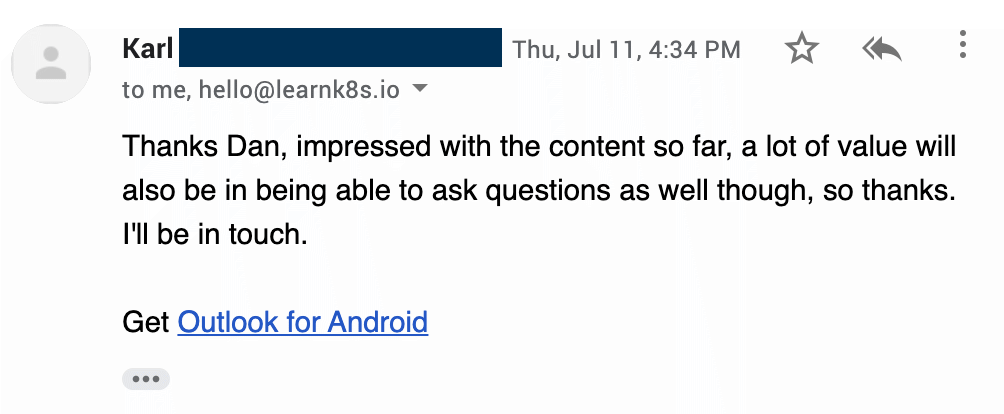 Karl
Thu, Jul 11, 4:34 PM
to me, hello@learnk8s.io
Thanks Dan, impressed with the content so far, a lot of value will
also be in being able to ask questions as well though, so thanks.
I'll be in touch.
Get Outlook for Android